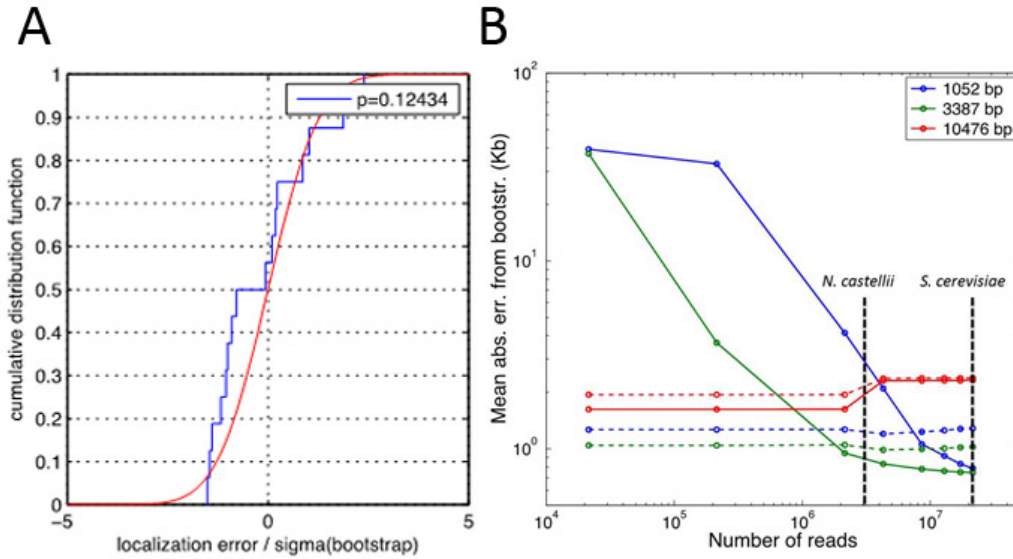 A
B
1
0.9
0.8
0.7
0.6
0.5
0.4
0.3
0.2
0.1
0
-5
0
5
cumulative distribution function
localization error / sigma(bootstrap)
p=0.12434
10^2
10^1
10^0
10^4
10^5
10^6
10^7
Mean abs. err. from bootstr. (Kb)
Number of reads
1052 bp
3387 bp
10476 bp
N. castellii
S. cerevisiae